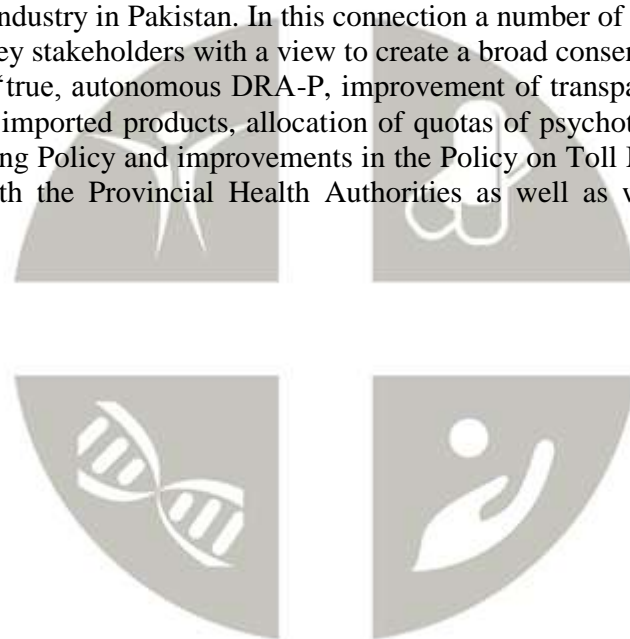 ndustry in Pakistan. In this connection a number of
ey stakeholders with a view to create a broad conser
“true, autonomous DRA-P, improvement of transpa
imported products, allocation of quotas of psychot
ng Policy and improvements in the Policy on Toll
th the Provincial Health Authorities as well as